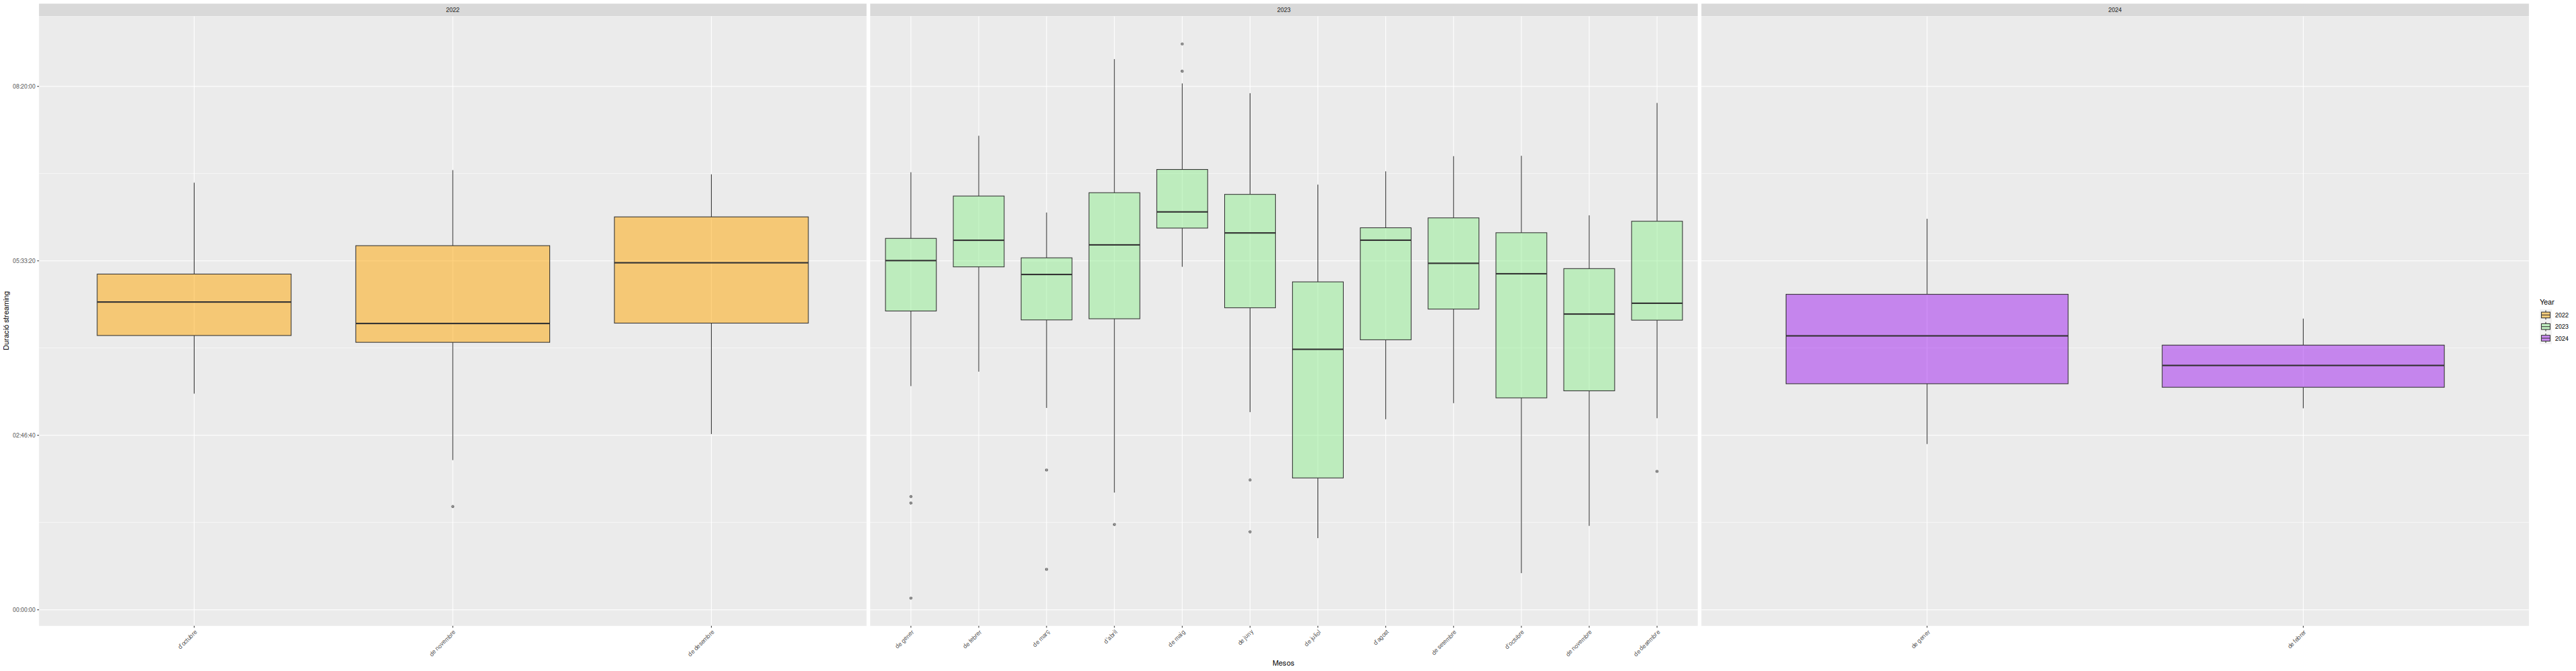 2022
2023
2024
08:20:00
05:33:20
02:46:40
00:00:00
Duració streaming
d'octubre
de novembre
de desembre
de gener
de febrer
de març
d'abril
de maig
de juny
de juliol
d'agost
de setembre
d'octubre
de novembre
de desembre
de gener
de febrer
Mesos
Year
2022
2023
2024